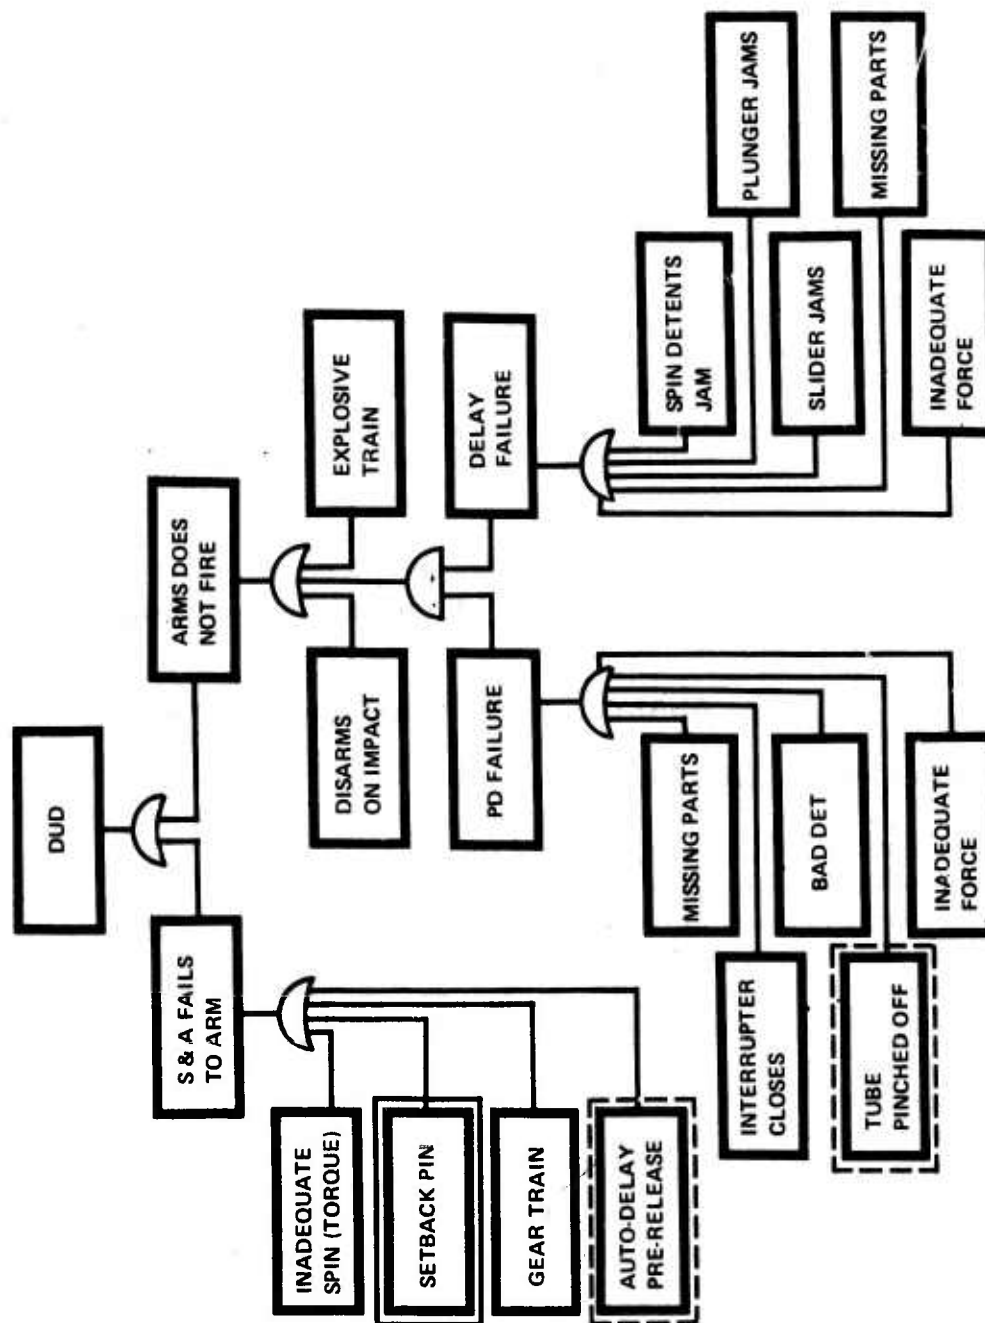 DUD
S & A FAILS
TO ARM
ARMS DOES
NOT FIRE
INADEQUATE
SPIN (TORQUE)
SETBACK PIN
GEAR TRAIN
AUTO-DELAY
PRE-RELEASE
DISARMS
ON IMPACT
EXPLOSIVE
TRAIN
PD FAILURE
DELAY
FAILURE
MISSING PARTS
INTERRUPTER
CLOSES
BAD DET
TUBE
PINCHED OFF
INADEQUATE
FORCE
SPIN DETENTS
JAM
PLUNGER JAMS
SLIDER JAMS
MISSING PARTS
INADEQUATE
FORCE